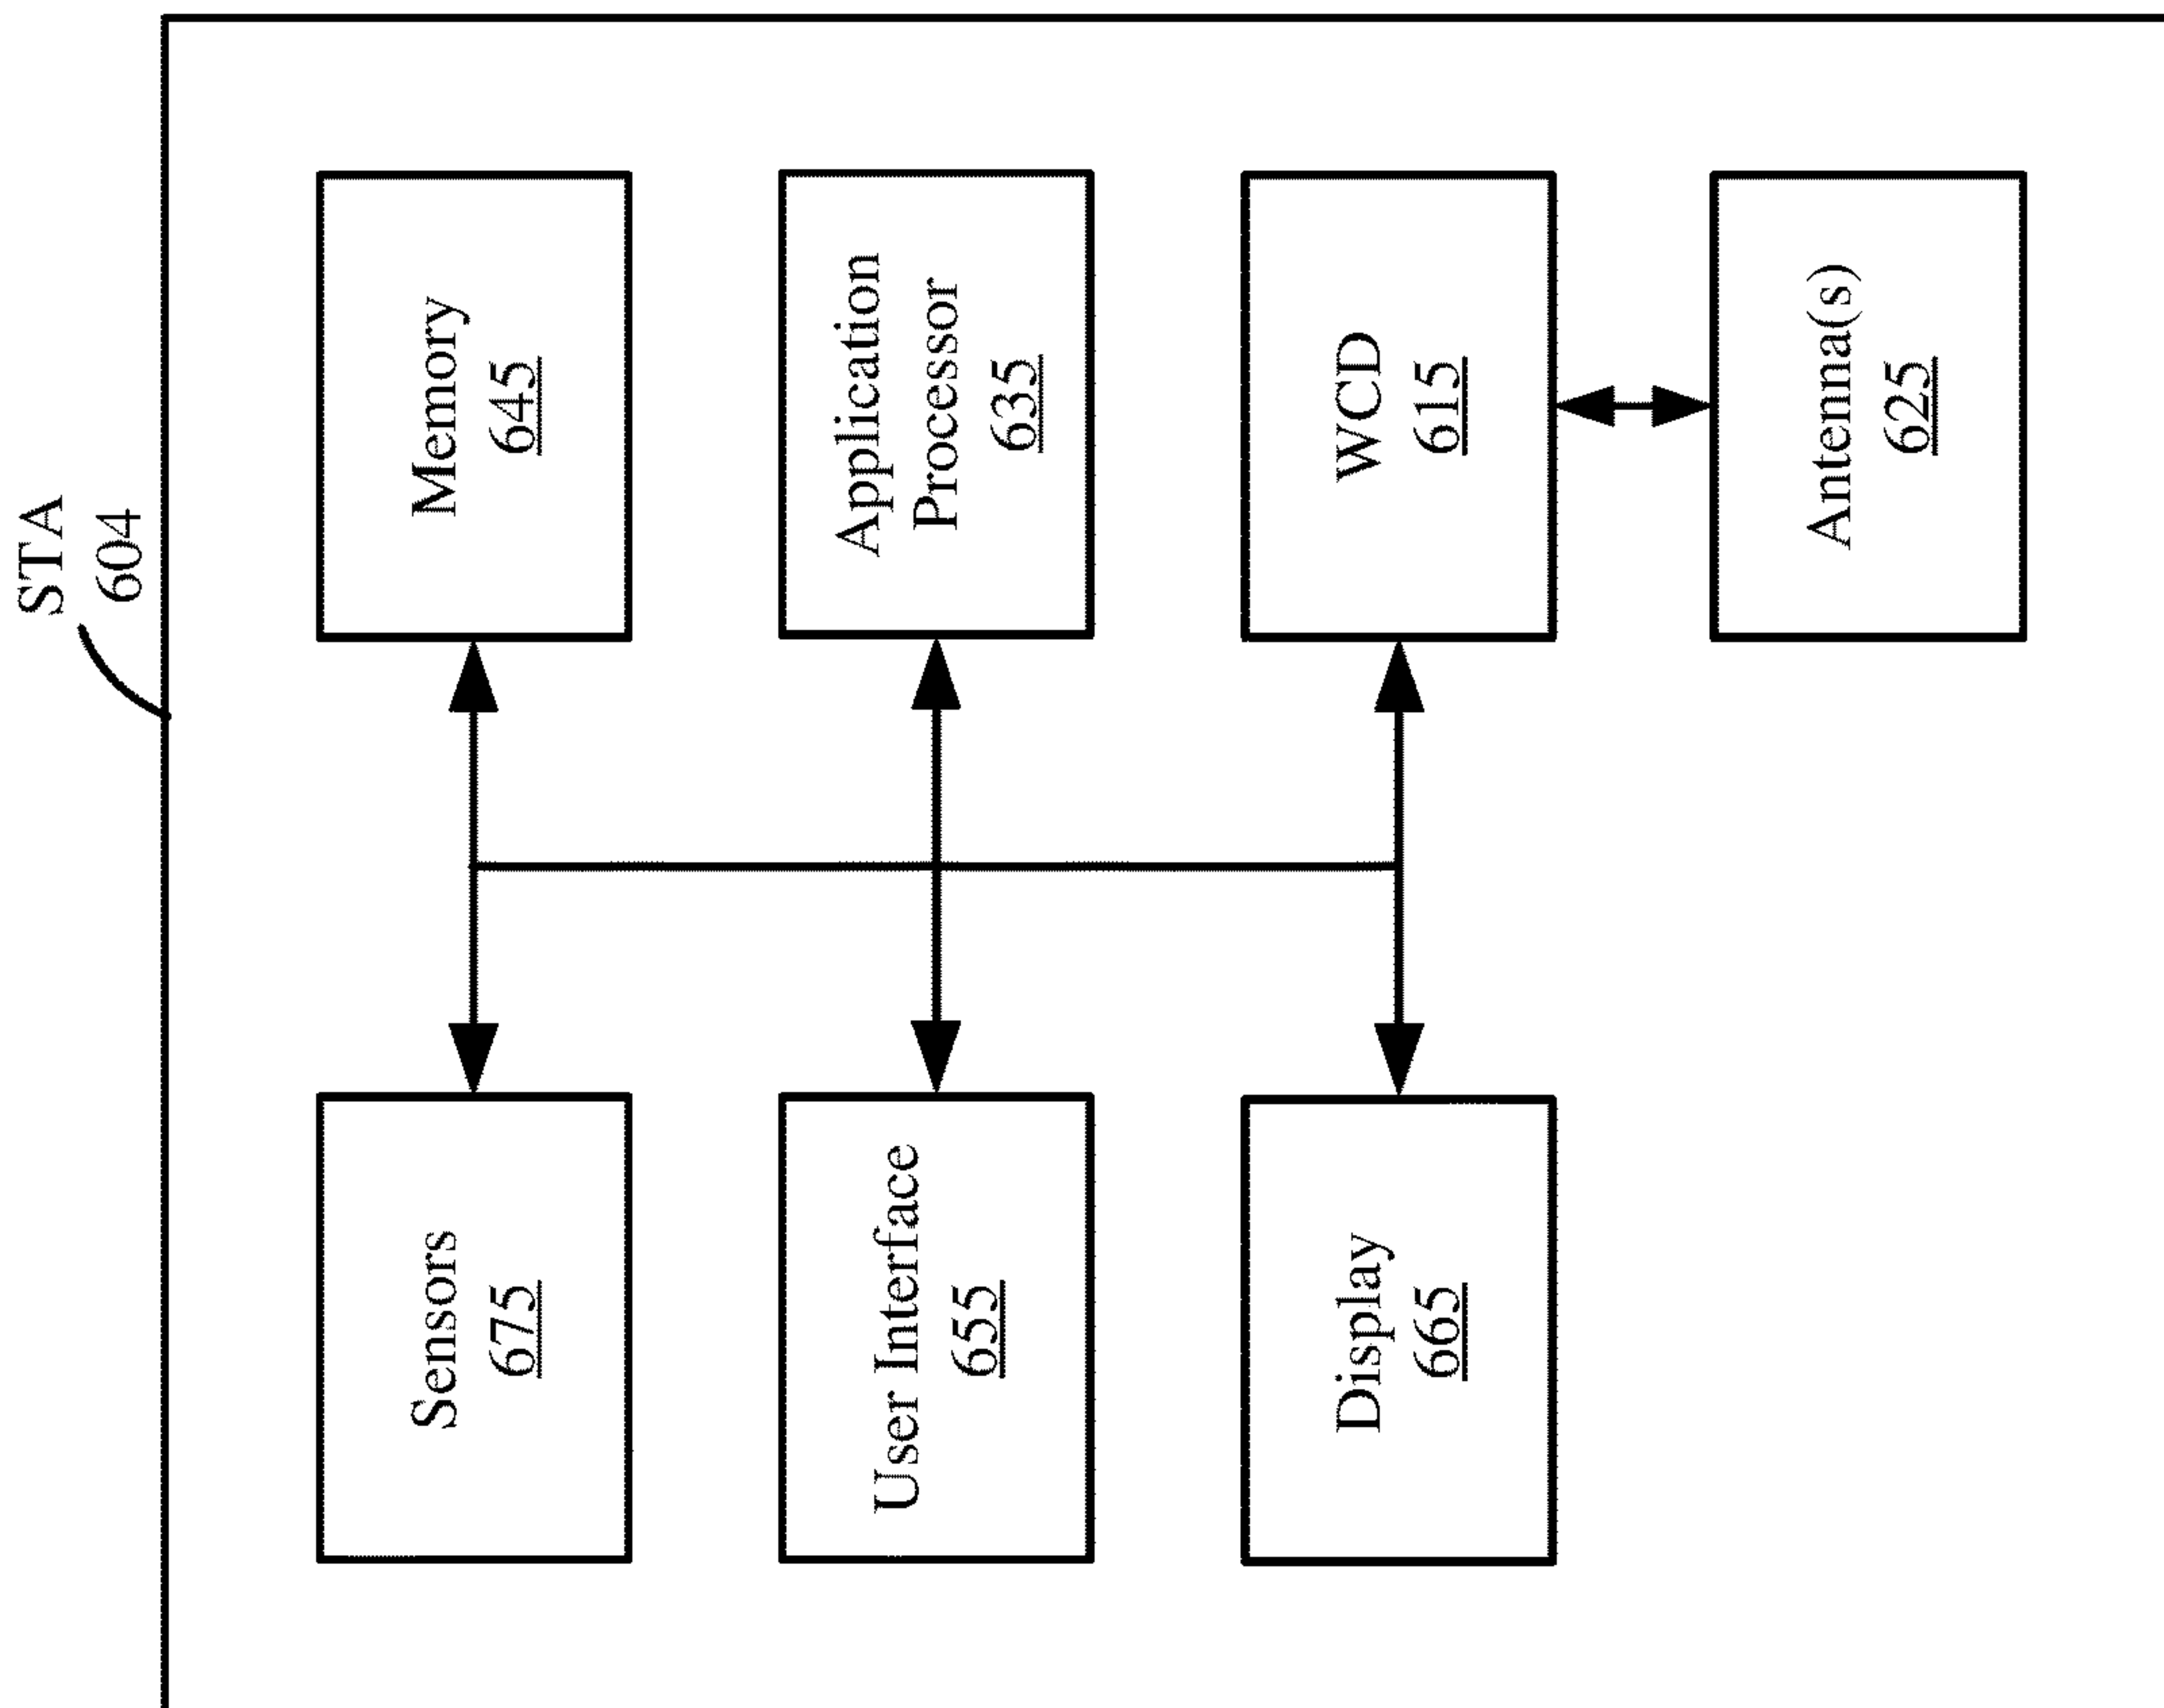 STA
604
Sensors
675
Memory
645
User Interface
655
Application
Processor
635
Display
665
WCD
615
Antenna(s)
625